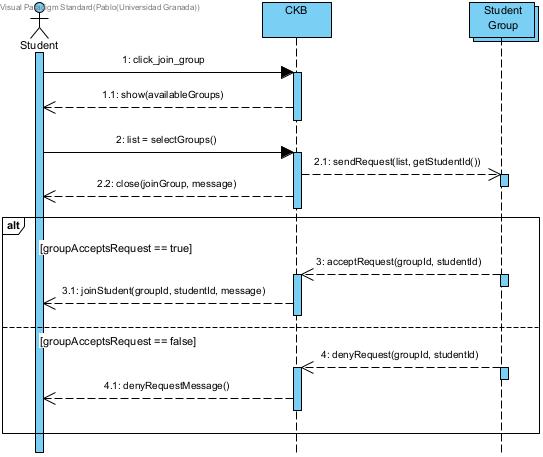 Visual Paradigm Standard(Pablo(Universidad Granada))
CKB
Student
Group
Student
1: click_join_group
1.1: show(availableGroups)
2: list = selectGroups()
2.1: sendRequest(list, getStudentId())
2.2: close(joinGroup, message)
alt
[groupAcceptsRequest == true]
3: acceptRequest(groupId, studentId)
3.1: joinStudent(groupId, studentId, message)
[groupAcceptsRequest == false]
4: denyRequest(groupId, studentId)
4.1: denyRequestMessage()